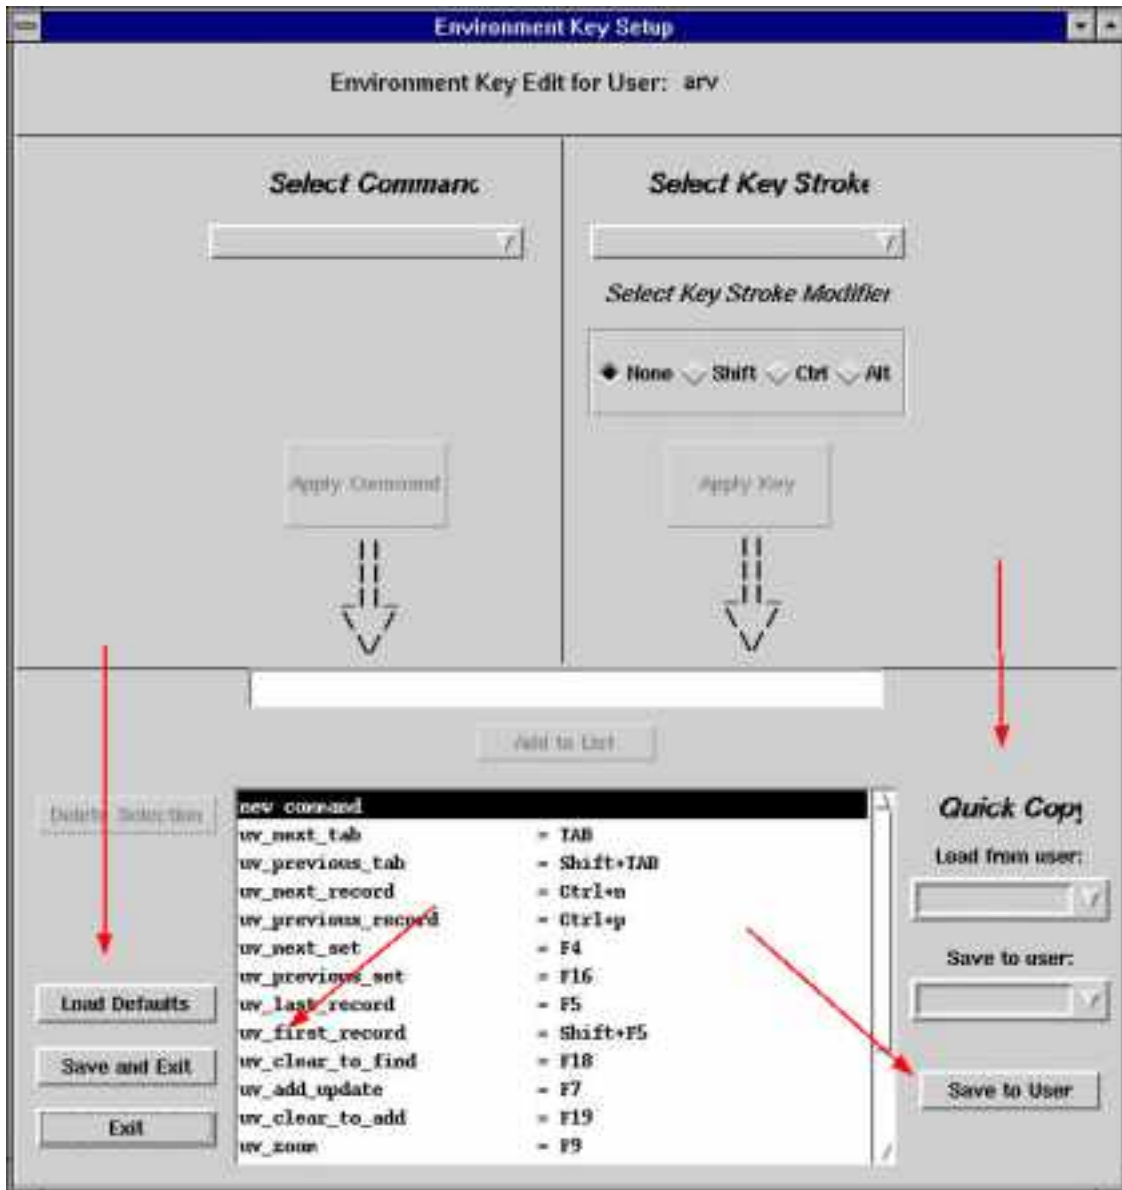 Environment Key Setup
Environment Key Edit for User: arv
Select Comman
Select Key Stroke
Select Key Stroke Modifier
None Shift Ctrl Alt
Apply Command
Apply Key
Add to List
Delete Selection
new command
uv_next_tab = TAB
uv_previous_tab = Shift+TAB
uv_next_record = Ctrl+n
uv_previous_record = Ctrl+p
uv_next_set = F4
uv_previous_set = F16
uv_last_record = F5
uv_first_record = Shift+F5
uv_clear_to_find = F18
uv_add_update = F7
uv_clear_to_add = F19
uv_zoom = F9
Load Defaults
Save and Exit
Exit
Quick Copy
Load from user:
Save to user:
Save to User